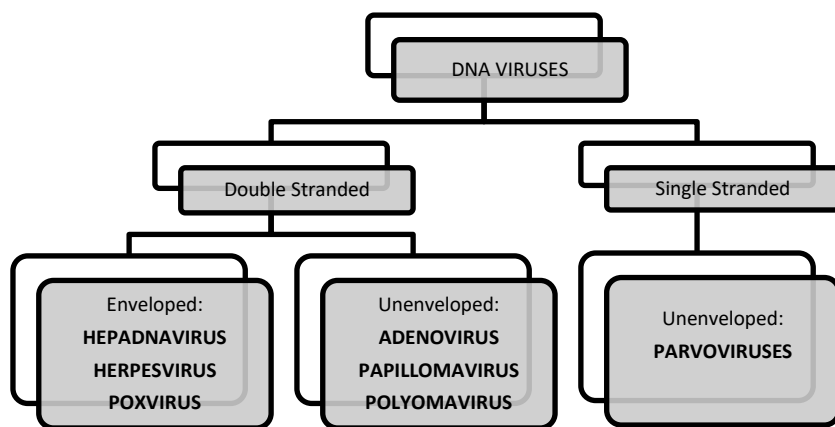 DNA VIRUSES
Double Stranded
Single Stranded
Enveloped:
HEPADNAVIRUS
HERPESVIRUS
POXVIRUS
Unenveloped:
ADENOVIRUS
PAPILLOMAVIRUS
POLYOMAVIRUS
Unenveloped:
PARVOVIRUSES